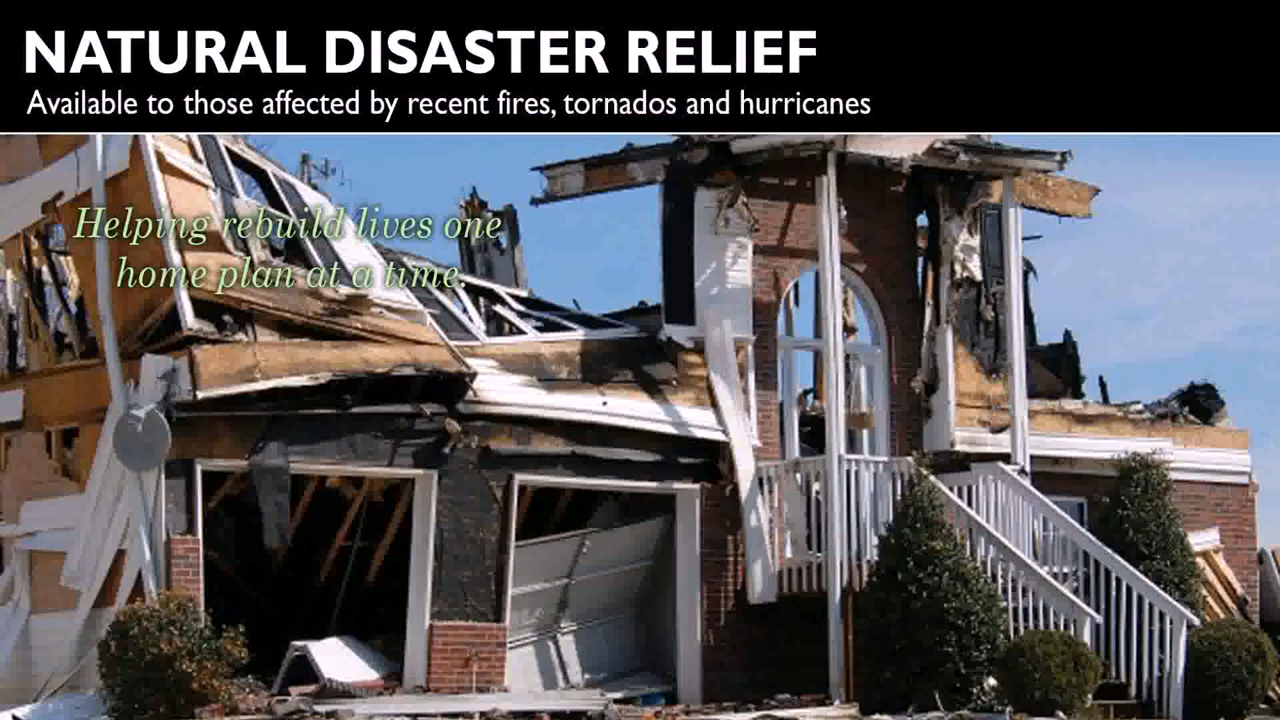 NATURAL DISASTER RELIEF
Available to those affected by recent fires, tornados and hurricanes
Helping rebuild lives one
home plan at a time.